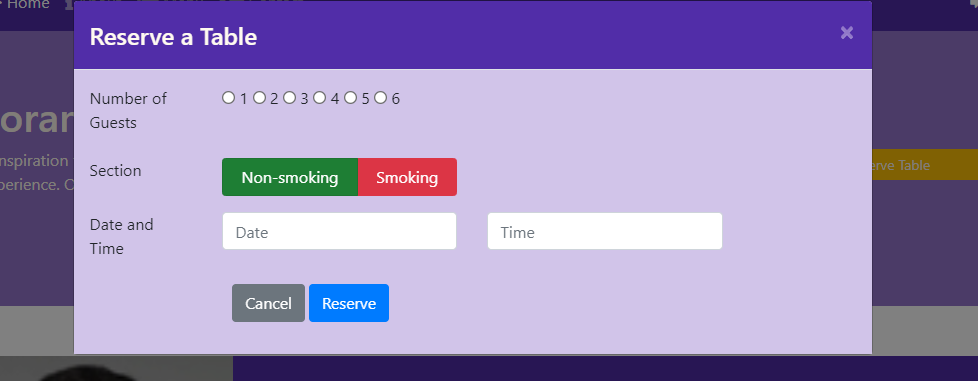 Home
Reserve a Table
×
Number of
Guests
1 2 3 4 5 6
Section
Non-smoking Smoking
Date and
Time
Date
Time
Cancel Reserve
oran
nspiration
perience. C
erve Table